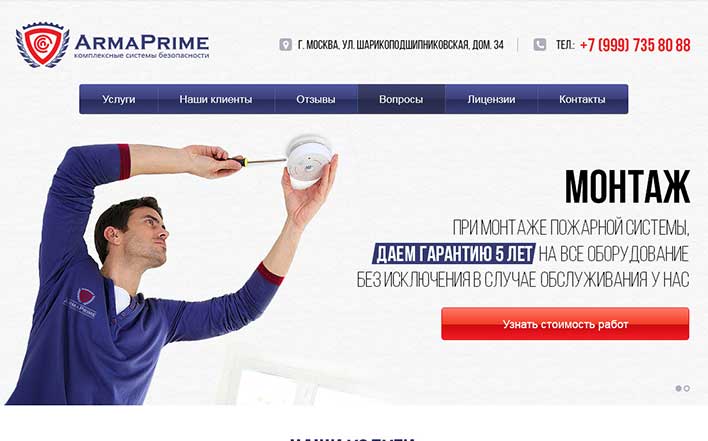 ArmaPrime
комплексные системы безопасности
Г. МОСКВА, УЛ. ШАРИКОПОДШИПНИКОВСКАЯ, ДОМ. 34
ТЕЛ.: +7 (999) 735 80 88
Услуги Наши клиенты Отзывы Вопросы Лицензии Контакты
МОНТАЖ
ПРИ МОНТАЖЕ ПОЖАРНОЙ СИСТЕМЫ,
ДАЕМ ГАРАНТИЮ 5 ЛЕТ НА ВСЕ ОБОРУДОВАНИЕ
БЕЗ ИСКЛЮЧЕНИЯ В СЛУЧАЕ ОБСЛУЖИВАНИЯ У НАС
ArmaPrime
Узнать стоимость работ
НАШИ УСЛУГИ